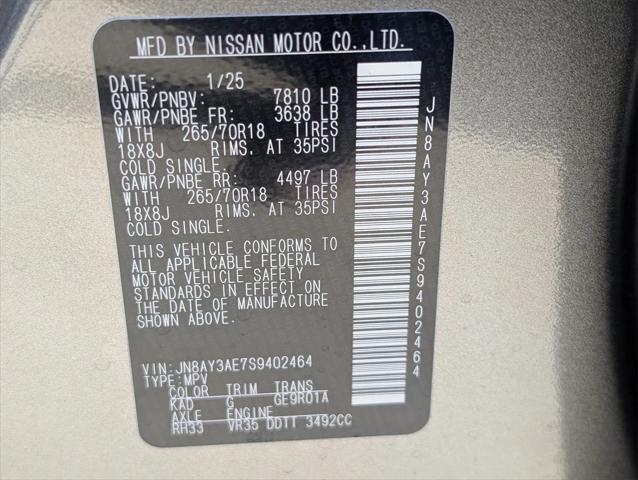 MFD BY NISSAN MOTOR CO.,LTD.
DATE: 1/25
GVWR/PNBV: 7810 LB
GAWR/PNBE FR: 3638 LB
WITH 265/70R18 TIRES
18X8J RIMS. AT 35PSI
COLD SINGLE.
GAWR/PNBE RR: 4497 LB
WITH 265/70R18 TIRES
18X8J RIMS. AT 35PSI
COLD SINGLE.
THIS VEHICLE CONFORMS TO
ALL APPLICABLE FEDERAL
MOTOR VEHICLE SAFETY
STANDARDS IN EFFECT ON
THE DATE OF MANUFACTURE
SHOWN ABOVE.
VIN: JN8AY3AE7S9402464
TYPE: MPV
COLOR TRIM TRANS
KAD G GE9R01A
AXLE ENGINE
RH33 VR35 DDTT 3492CC
JN8AY3AE7S9402464